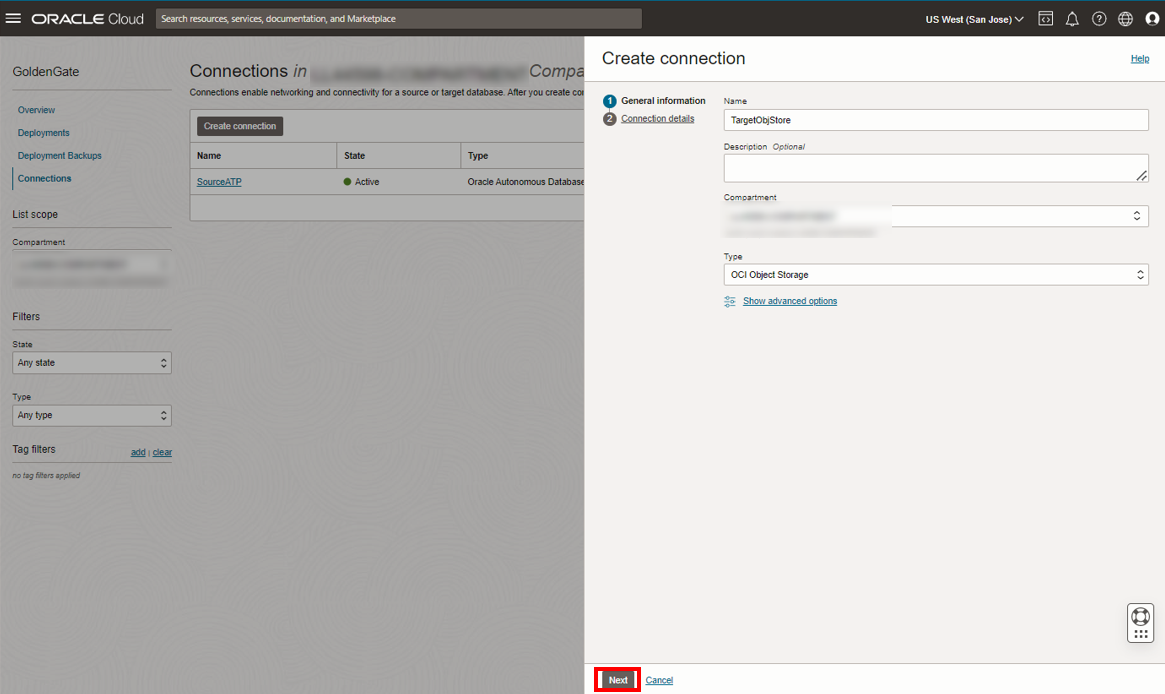 ORACLE Cloud
Search resources, services, documentation, and Marketplace
US West (San Jose)
GoldenGate
Overview
Deployments
Deployment Backups
Connections
List scope
Compartment
Filters
State
Any state
Type
Any type
Tag filters
add | clear
no tag filters applied
Connections in Compa
Connections enable networking and connectivity for a source or target database. After you create con
Create connection
Name State Type
SourceATP Active Oracle Autonomous Database
Create connection
Help
1 General information
2 Connection details
Name
TargetObjStore
Description Optional
Compartment
Type
OCI Object Storage
Show advanced options
Next Cancel